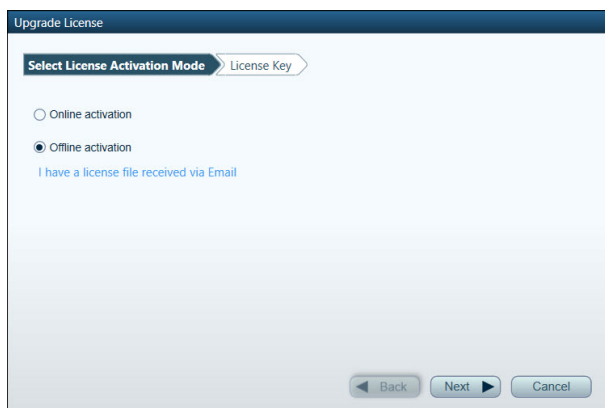 Upgrade License
Select License Activation Mode License Key
Online activation
Offline activation
I have a license file received via Email
Back Next Cancel